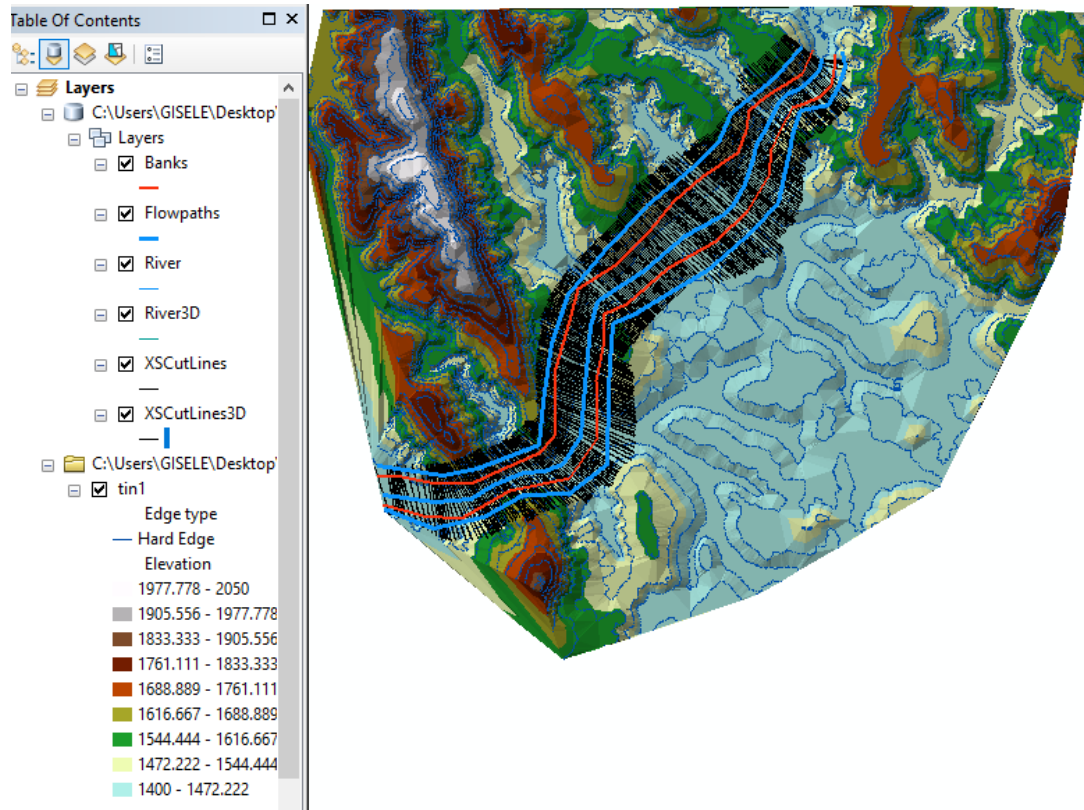 Table Of Contents
Layers
C:\Users\GISELE\Desktop'
Layers
Banks
Flowpaths
River
River3D
XSCutLines
XSCutLines3D
C:\Users\GISELE\Desktop'
tin1
Edge type
Hard Edge
Elevation
1977.778 - 2050
1905.556 - 1977.778
1833.333 - 1905.556
1761.111 - 1833.333
1688.889 - 1761.111
1616.667 - 1688.889
1544.444 - 1616.667
1472.222 - 1544.444
1400 - 1472.222